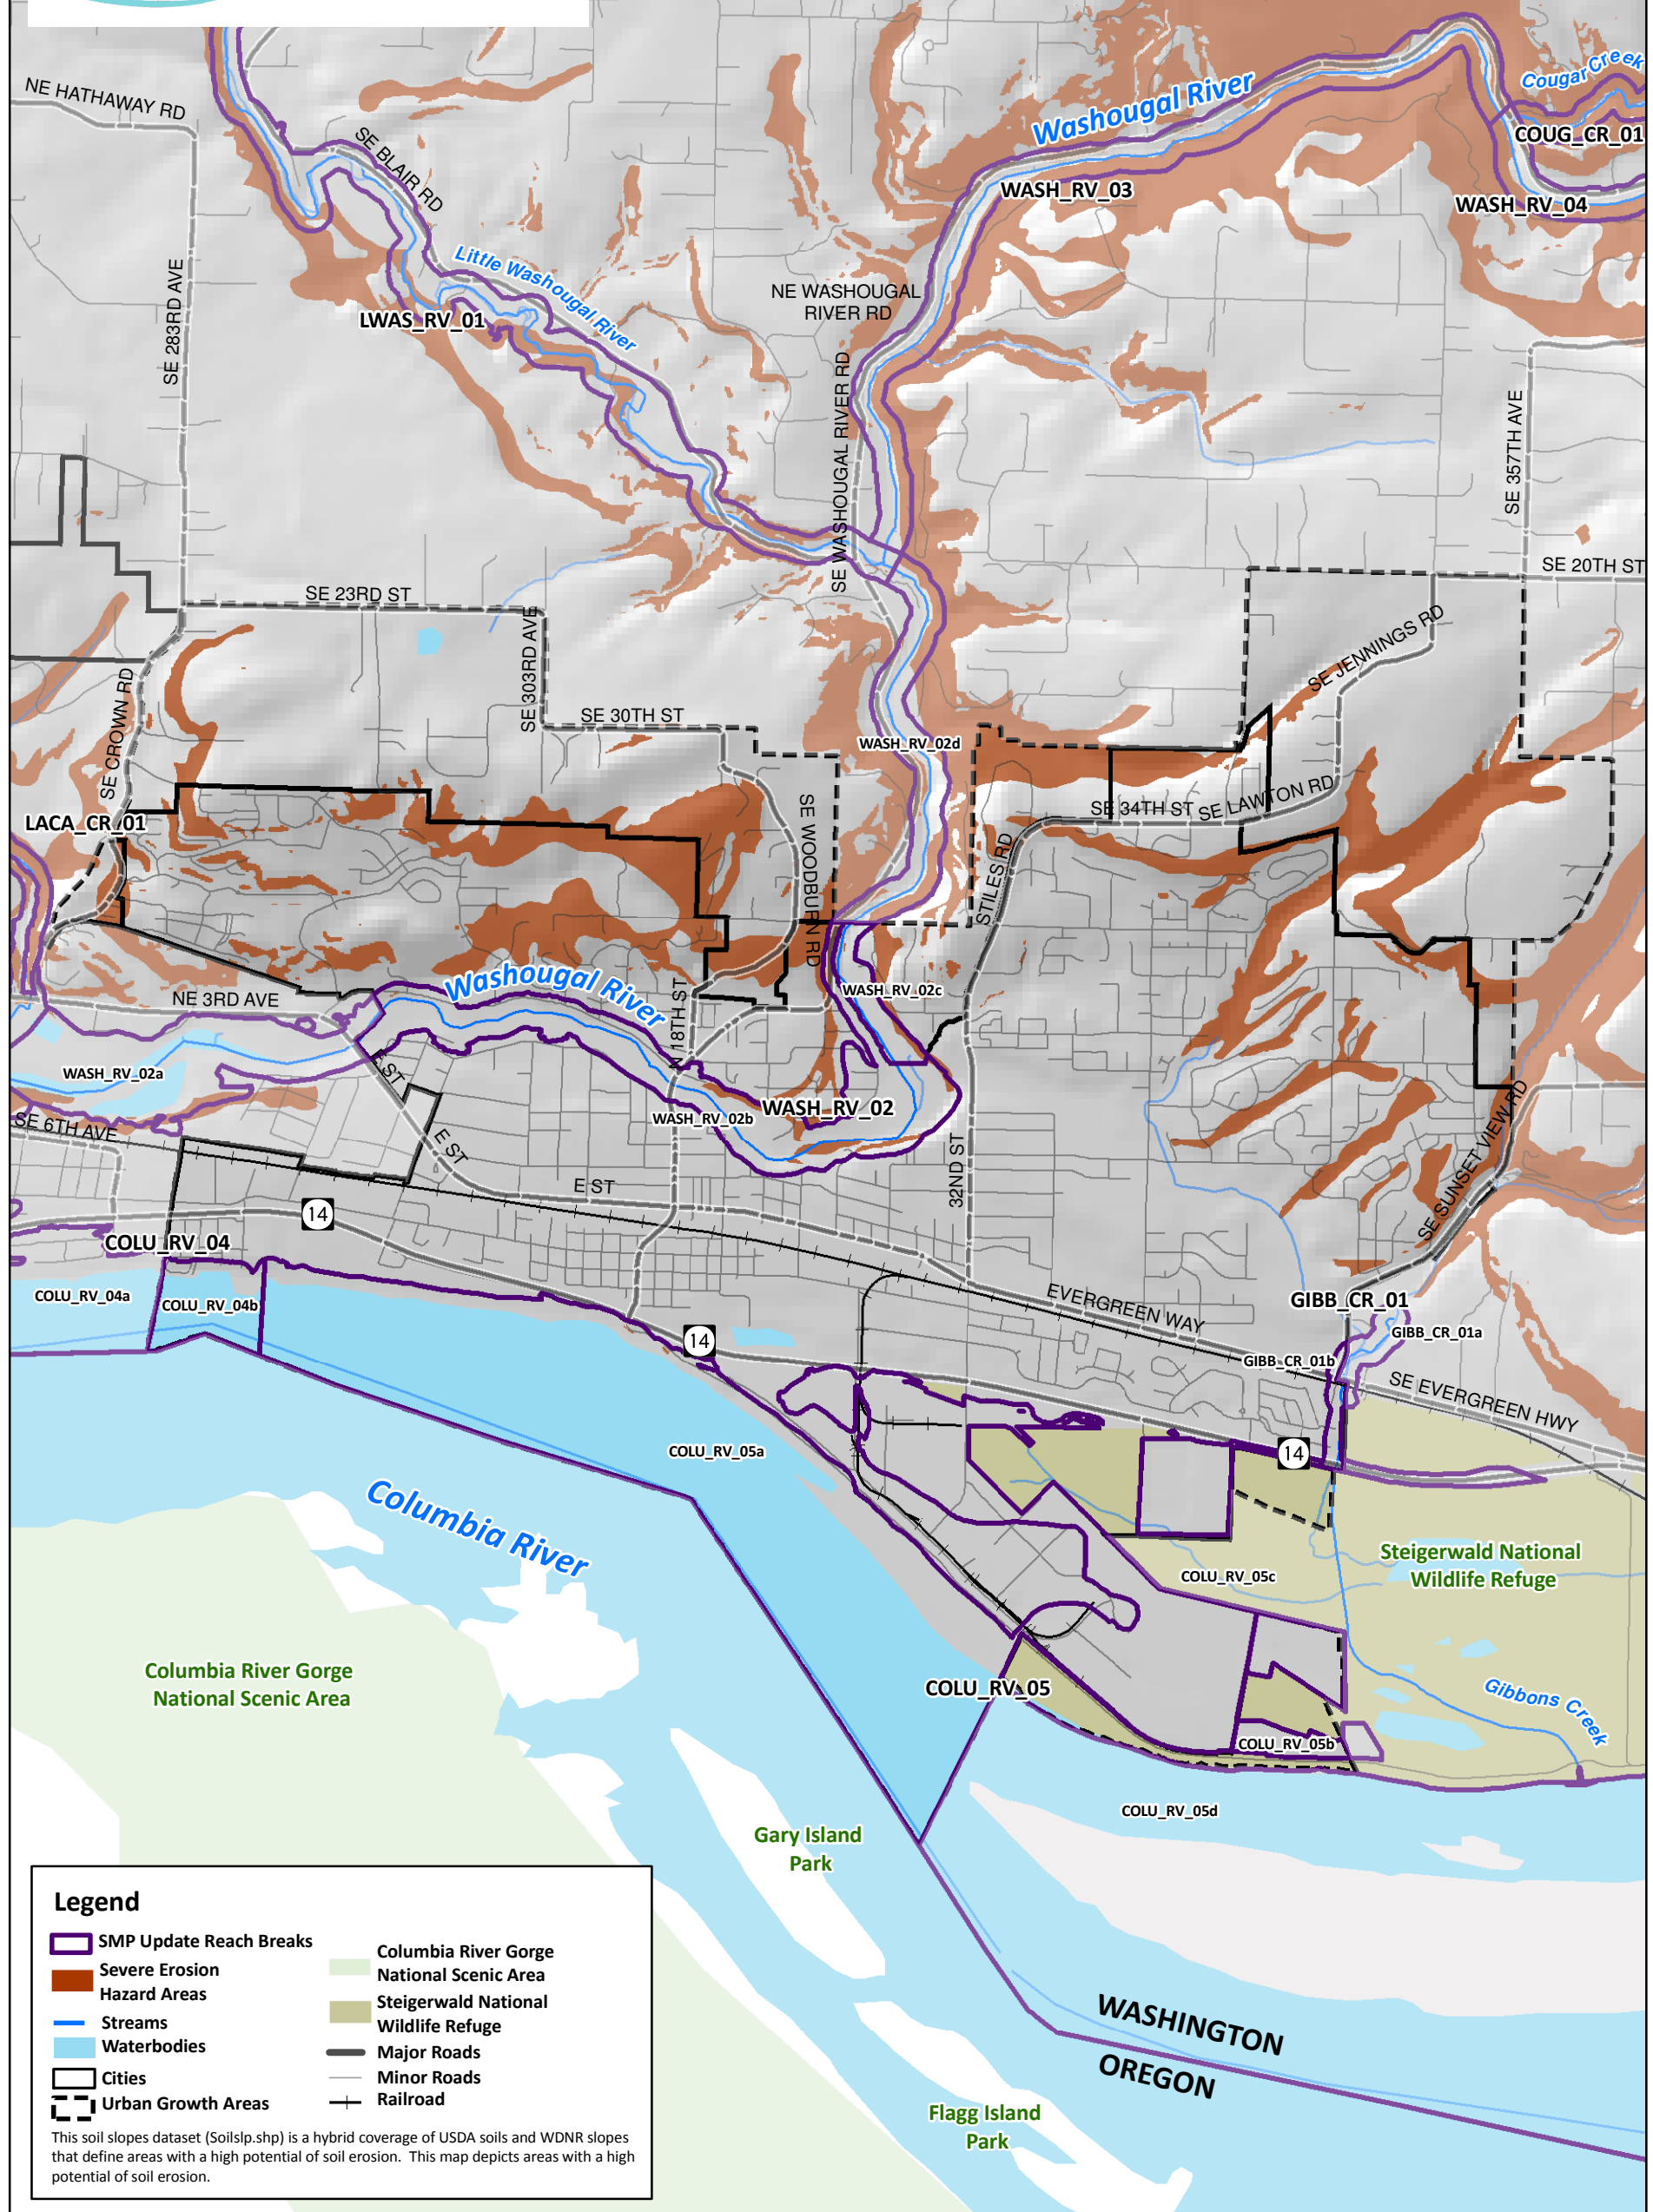 NE HATHAWAY RD
SE BLAIR RD
Washougal River
Cougar Creek
COUG_CR_01
WASH_RV_03
WASH_RV_04
SE 283RD AVE
Little Washougal River
LWAS_RV_01
NE WASHOUGAL
RIVER RD
SE WASHOUGAL RIVER RD
SE 357TH AVE
SE 20TH ST
SE 23RD ST
SE 303RD AVE
SE JENNINGS RD
SE CROWN RD
SE 30TH ST
WASH_RV_02d
LACA_CR_01
SE WOODBURN RD
SE 34TH ST
SE LAWTON RD
STILES RD
Washougal River
NE 3RD AVE
N 18TH ST
WASH_RV_02c
WASH_RV_02a
E ST
WASH_RV_02b
WASH_RV_02
SE 6TH AVE
E ST
E ST
32ND ST
SE SUNSET VIEW RD
14
COLU_RV_04
COLU_RV_04a
COLU_RV_04b
14
EVERGREEN WAY
GIBB_CR_01
GIBB_CR_01a
GIBB_CR_01b
SE EVERGREEN HWY
COLU_RV_05a
14
Columbia River
Steigerwald National
Wildlife Refuge
COLU_RV_05c
Columbia River Gorge
National Scenic Area
COLU_RV_05
Gibbons Creek
COLU_RV_05b
COLU_RV_05d
Gary Island
Park
WASHINGTON
OREGON
Flagg Island
Park
Legend
SMP Update Reach Breaks
Severe Erosion
Hazard Areas
Streams
Waterbodies
Cities
Urban Growth Areas
Columbia River Gorge
National Scenic Area
Steigerwald National
Wildlife Refuge
Major Roads
Minor Roads
Railroad
This soil slopes dataset (Soilslp.shp) is a hybrid coverage of USDA soils and WDNR slopes
that define areas with a high potential of soil erosion.  This map depicts areas with a high
potential of soil erosion.